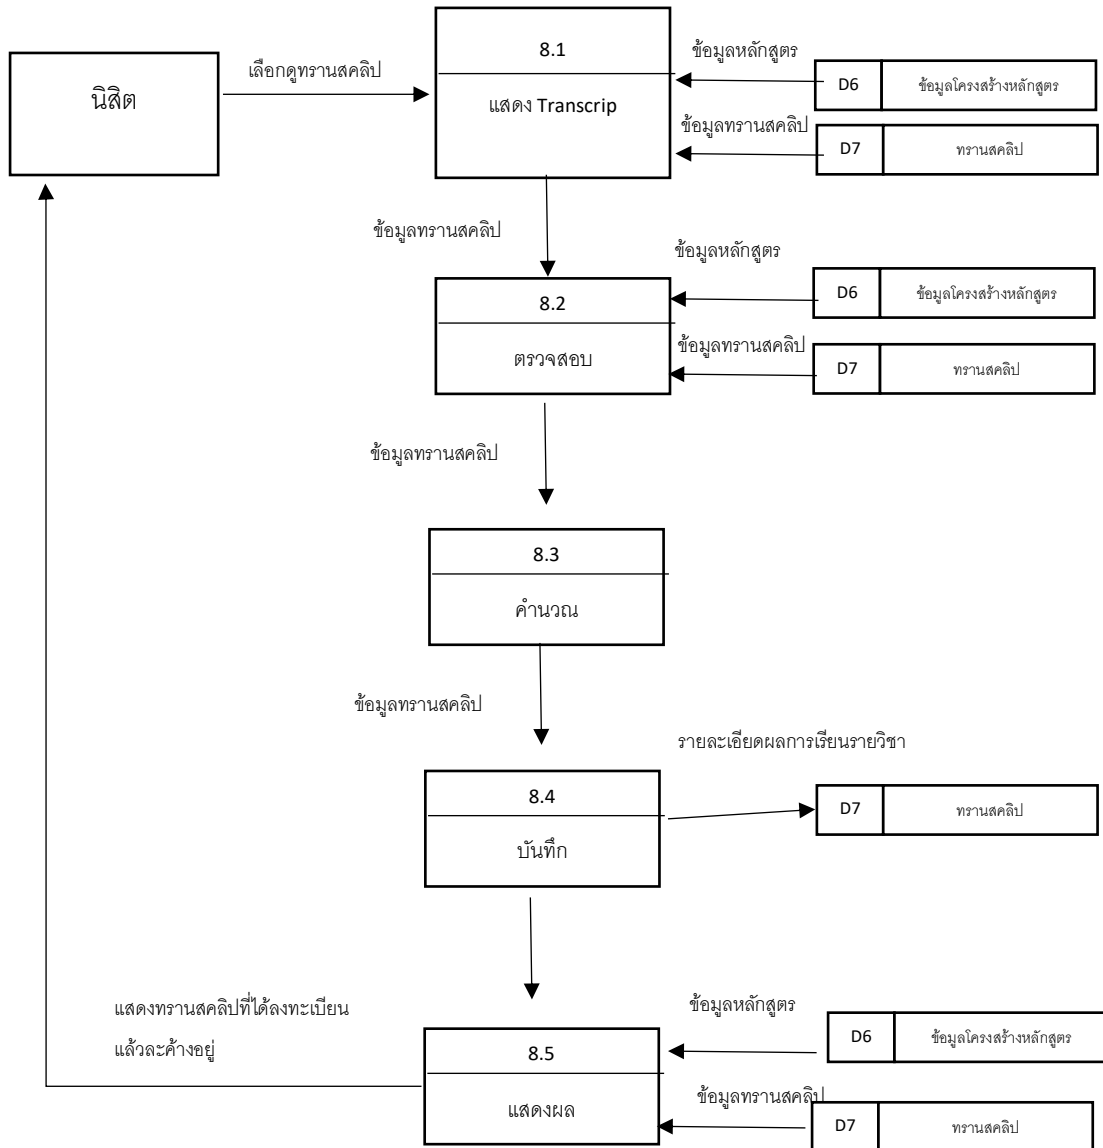 นิสิต
เลือกดูทรานสคลิป
8.1
แสดง Transcrip
ข้อมูลหลักสูตร
D6
ข้อมูลโครงสร้างหลักสูตร
ข้อมูลทรานสคลิป
D7
ทรานสคลิป
ข้อมูลทรานสคลิป
8.2
ตรวจสอบ
ข้อมูลหลักสูตร
D6
ข้อมูลโครงสร้างหลักสูตร
ข้อมูลทรานสคลิป
D7
ทรานสคลิป
ข้อมูลทรานสคลิป
8.3
คำนวณ
ข้อมูลทรานสคลิป
8.4
บันทึก
รายละเอียดผลการเรียนรายวิชา
D7
ทรานสคลิป
แสดงทรานสคลิปที่ได้ลงทะเบียน
แล้วละค้างอยู่
8.5
แสดงผล
ข้อมูลหลักสูตร
D6
ข้อมูลโครงสร้างหลักสูตร
ข้อมูลทรานสคลิป
D7
ทรานสคลิป